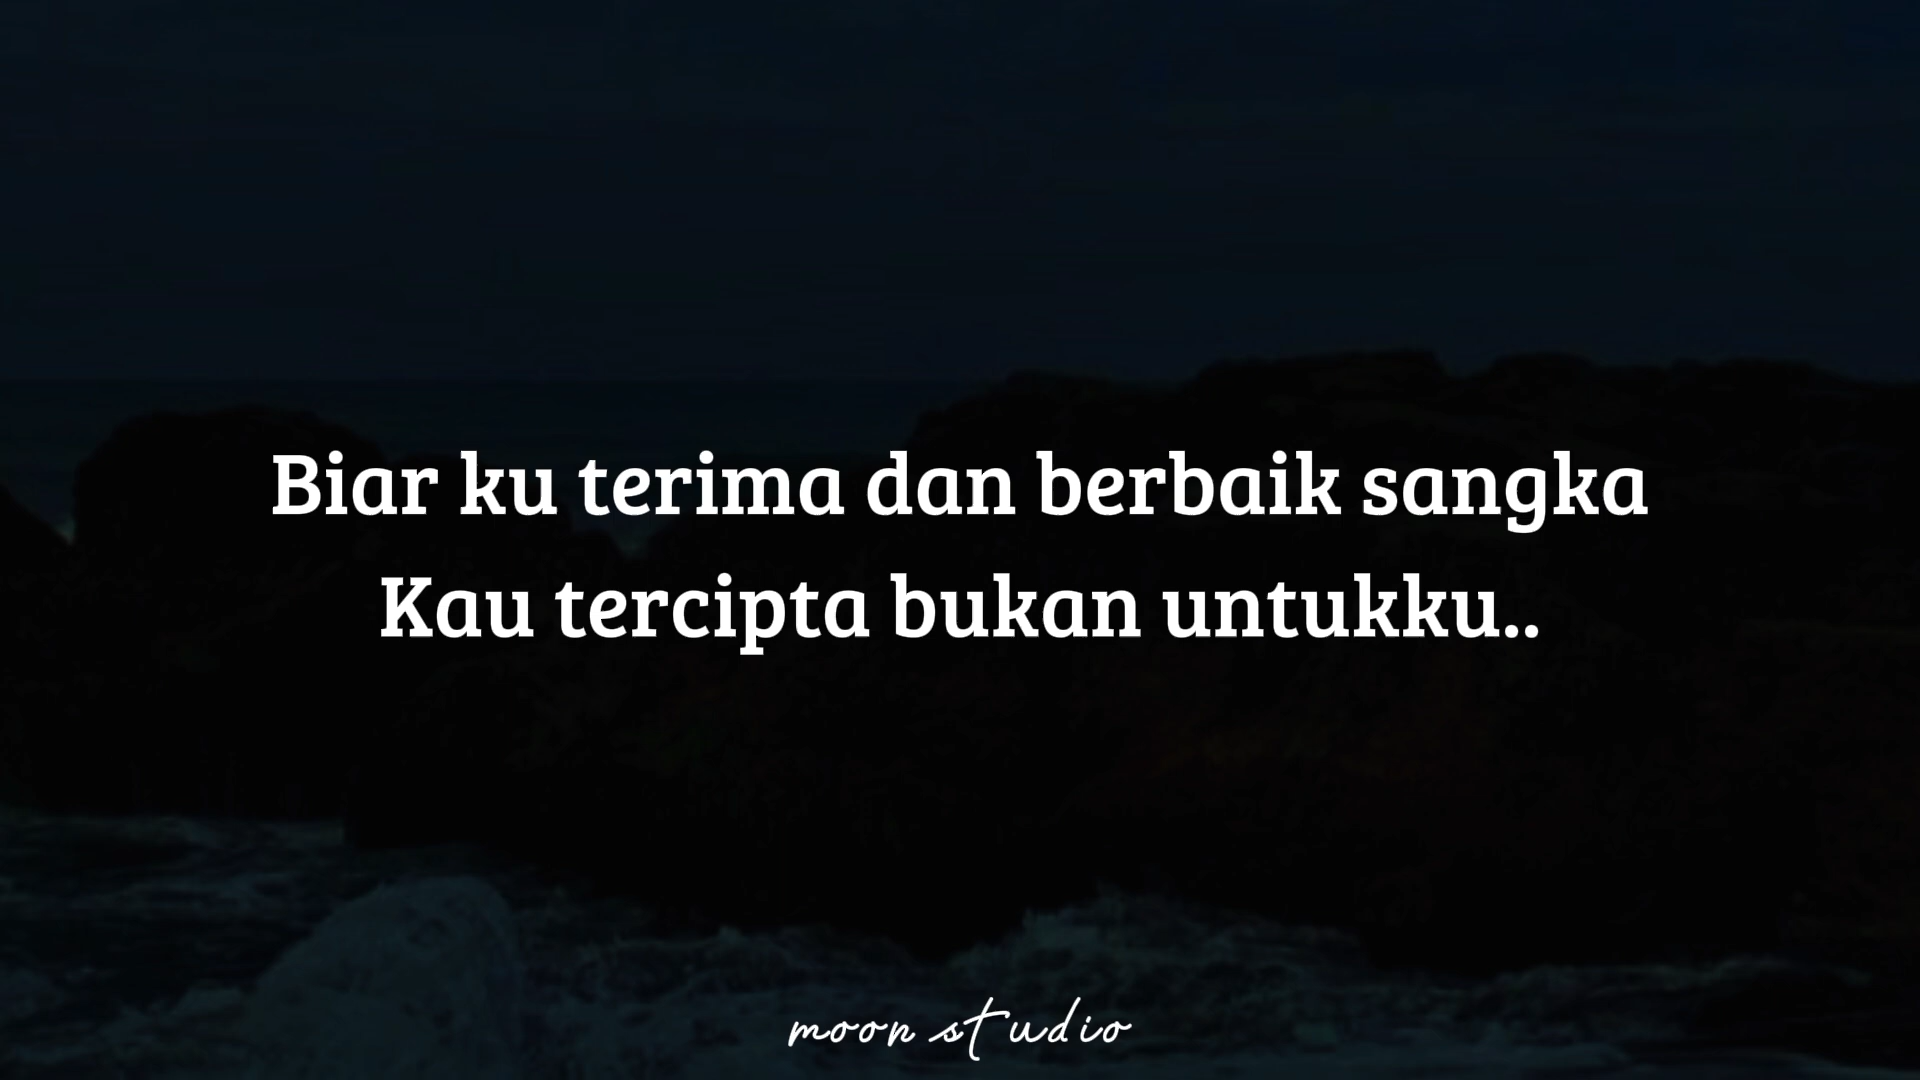 Biar ku terima dan berbaik sangka
Kau tercipta bukan untukku..
moon studio